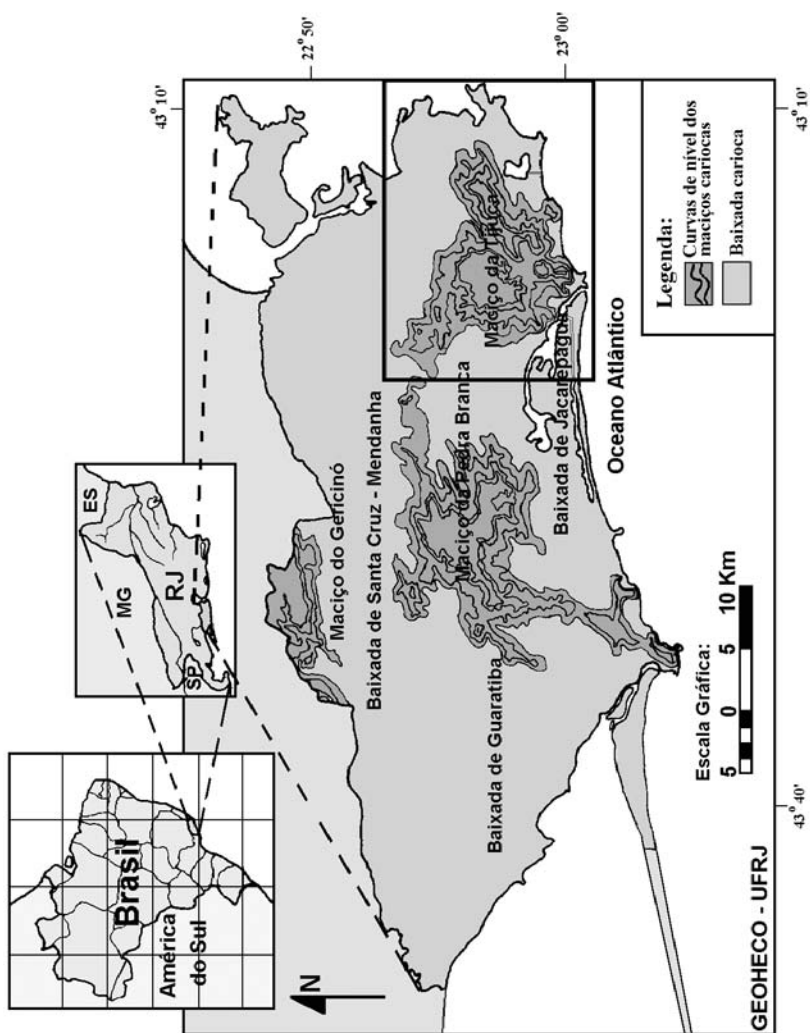 Brasil
América
do Sul
ES
MG
RJ
SP
N
43° 10'
22° 50'
23° 00'
43° 10'
43° 40'
Maciço do Gericinó
Baixada de Santa Cruz - Mendanha
Maciço da Pedra Branca
Maciço da Tijuca
Baixada de Guaratiba
Baixada de Jacarepaguá
Oceano Atlântico
Escala Gráfica:
5 0 5 10 Km
Legenda:
Curvas de nível dos
maciços cariocas
Baixada carioca
GEOHECO - UFRJ